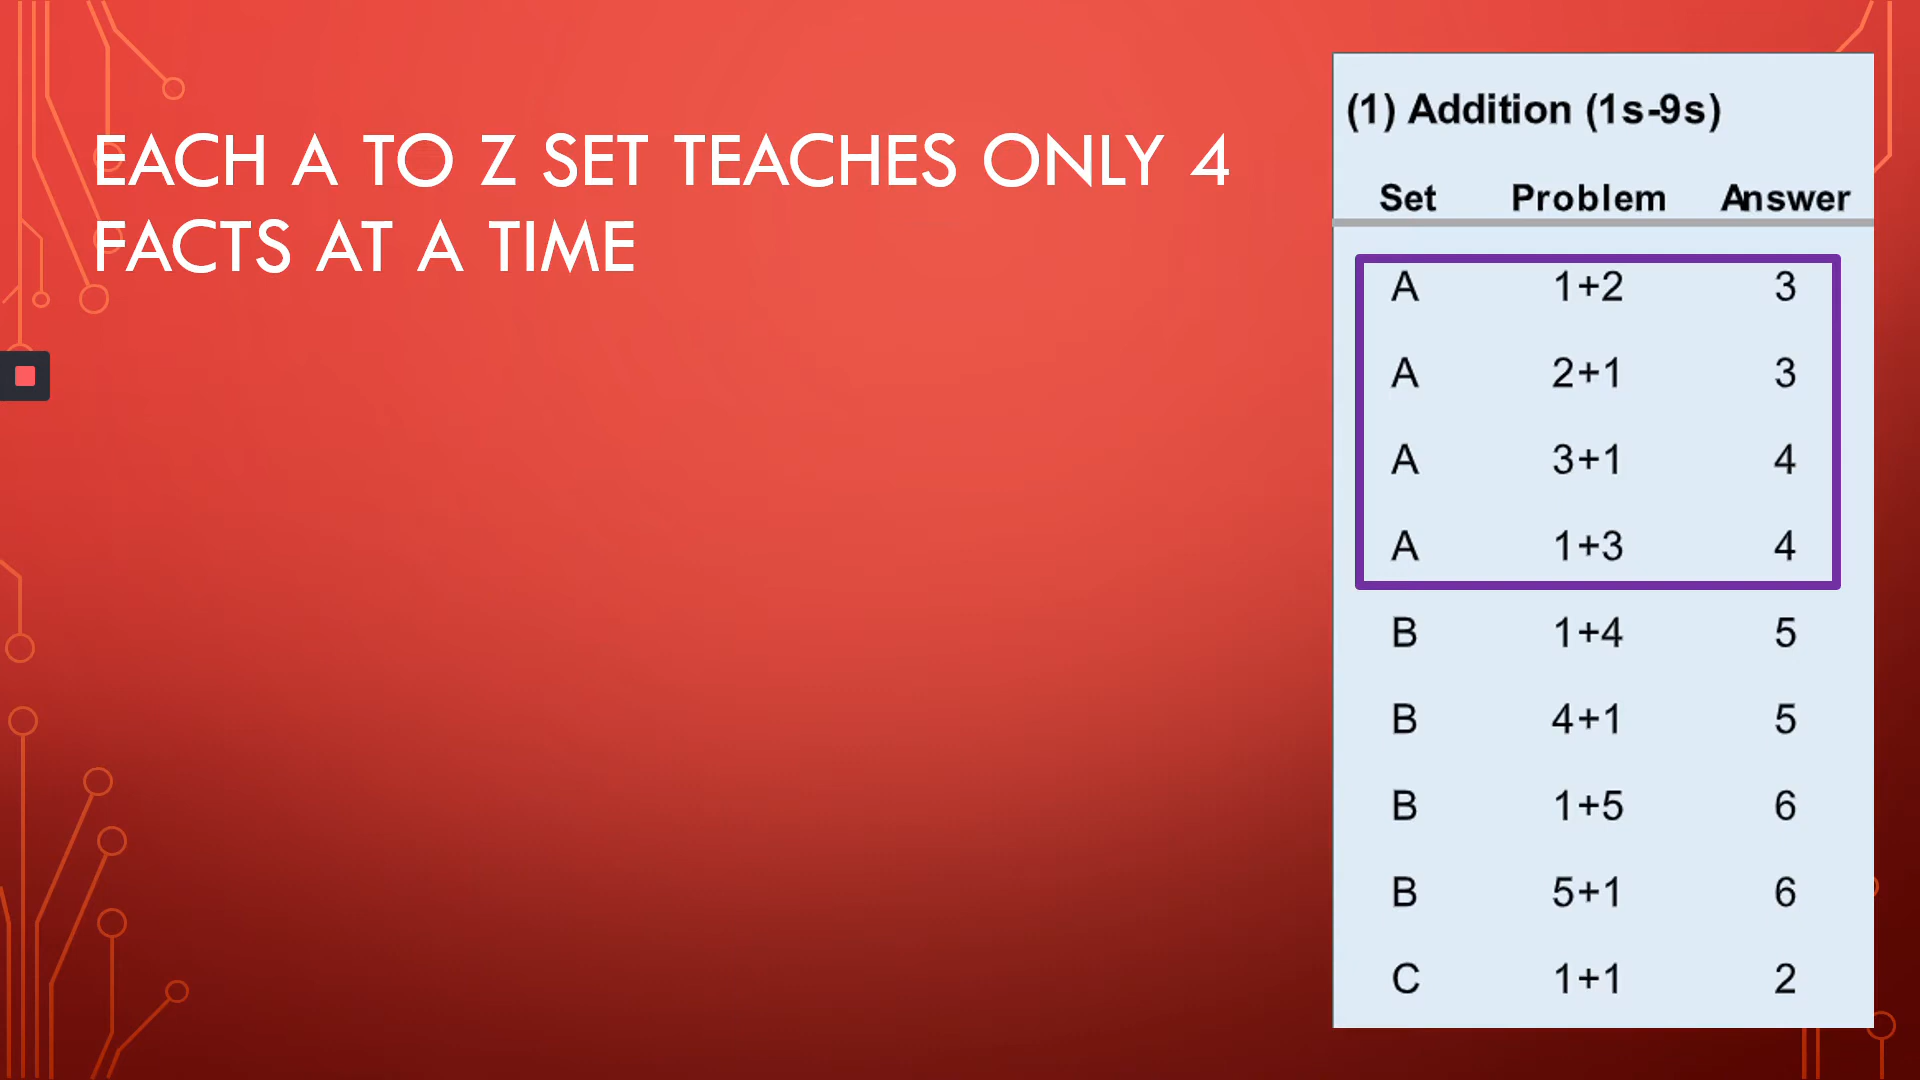 EACH A TO Z SET TEACHES ONLY 4
FACTS AT A TIME
(1) Addition (1s-9s)
Set Problem Answer
A 1+2 3
A 2+1 3
A 3+1 4
A 1+3 4
B 1+4 5
B 4+1 5
B 1+5 6
B 5+1 6
C 1+1 2